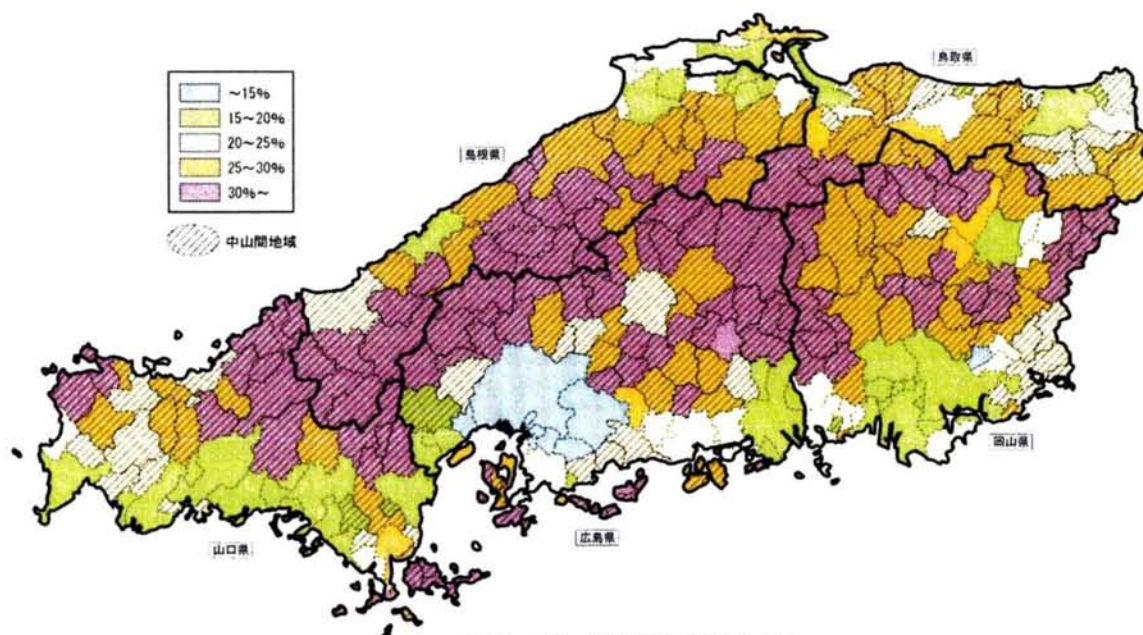 鳥取県
～15%
15～20%
20～25%
25～30%
30%～
島根県
中山間地域
岡山県
広島県
山口県